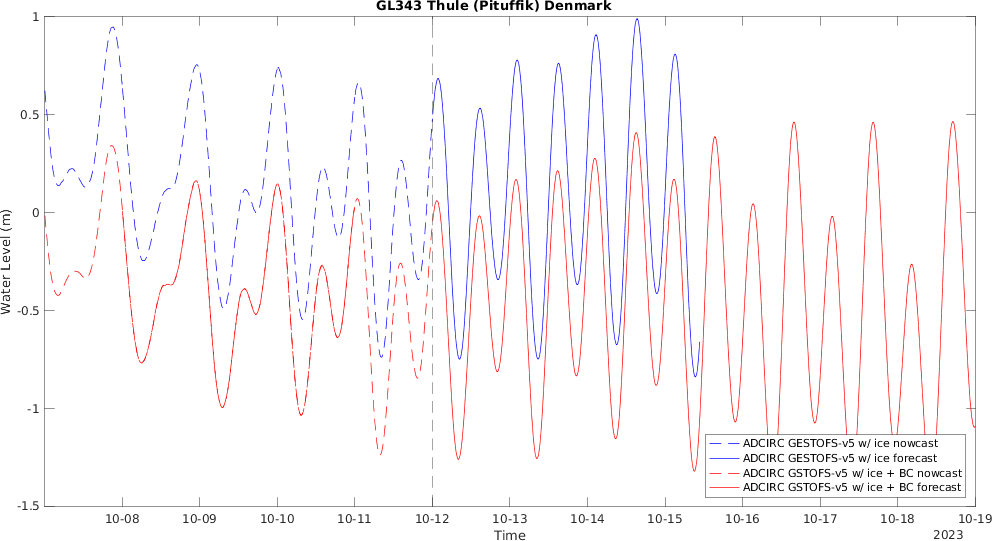 GL343 Thule (Pituffik) Denmark
1
0.5
0
-0.5
-1
-1.5
Water Level (m)
ADCIRC GESTOFS-v5 w/ ice nowcast
ADCIRC GESTOFS-v5 w/ ice forecast
ADCIRC GSTOFS-v5 w/ ice + BC nowcast
ADCIRC GSTOFS-v5 w/ ice + BC forecast
10-08 10-09 10-10 10-11 10-12 10-13 10-14 10-15 10-16 10-17 10-18 10-19
Time
2023